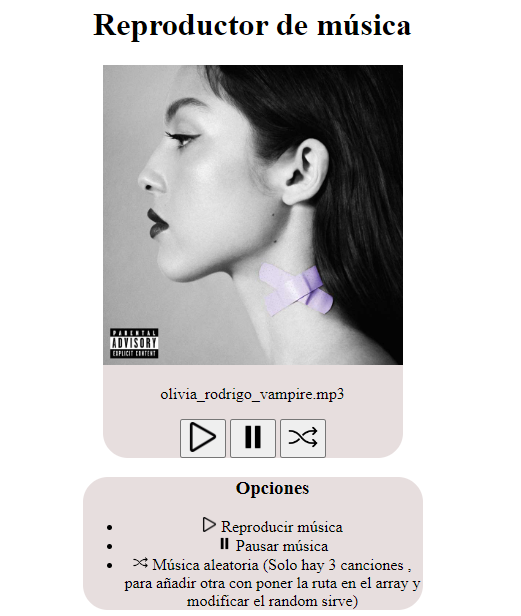 Reproductor de música
PARENTAL
ADVISORY
EXPLICIT CONTENT
olivia_rodrigo_vampire.mp3
Opciones
Reproducir música
Pausar música
Música aleatoria (Solo hay 3 canciones ,
para añadir otra con poner la ruta en el array y
modificar el random sirve)